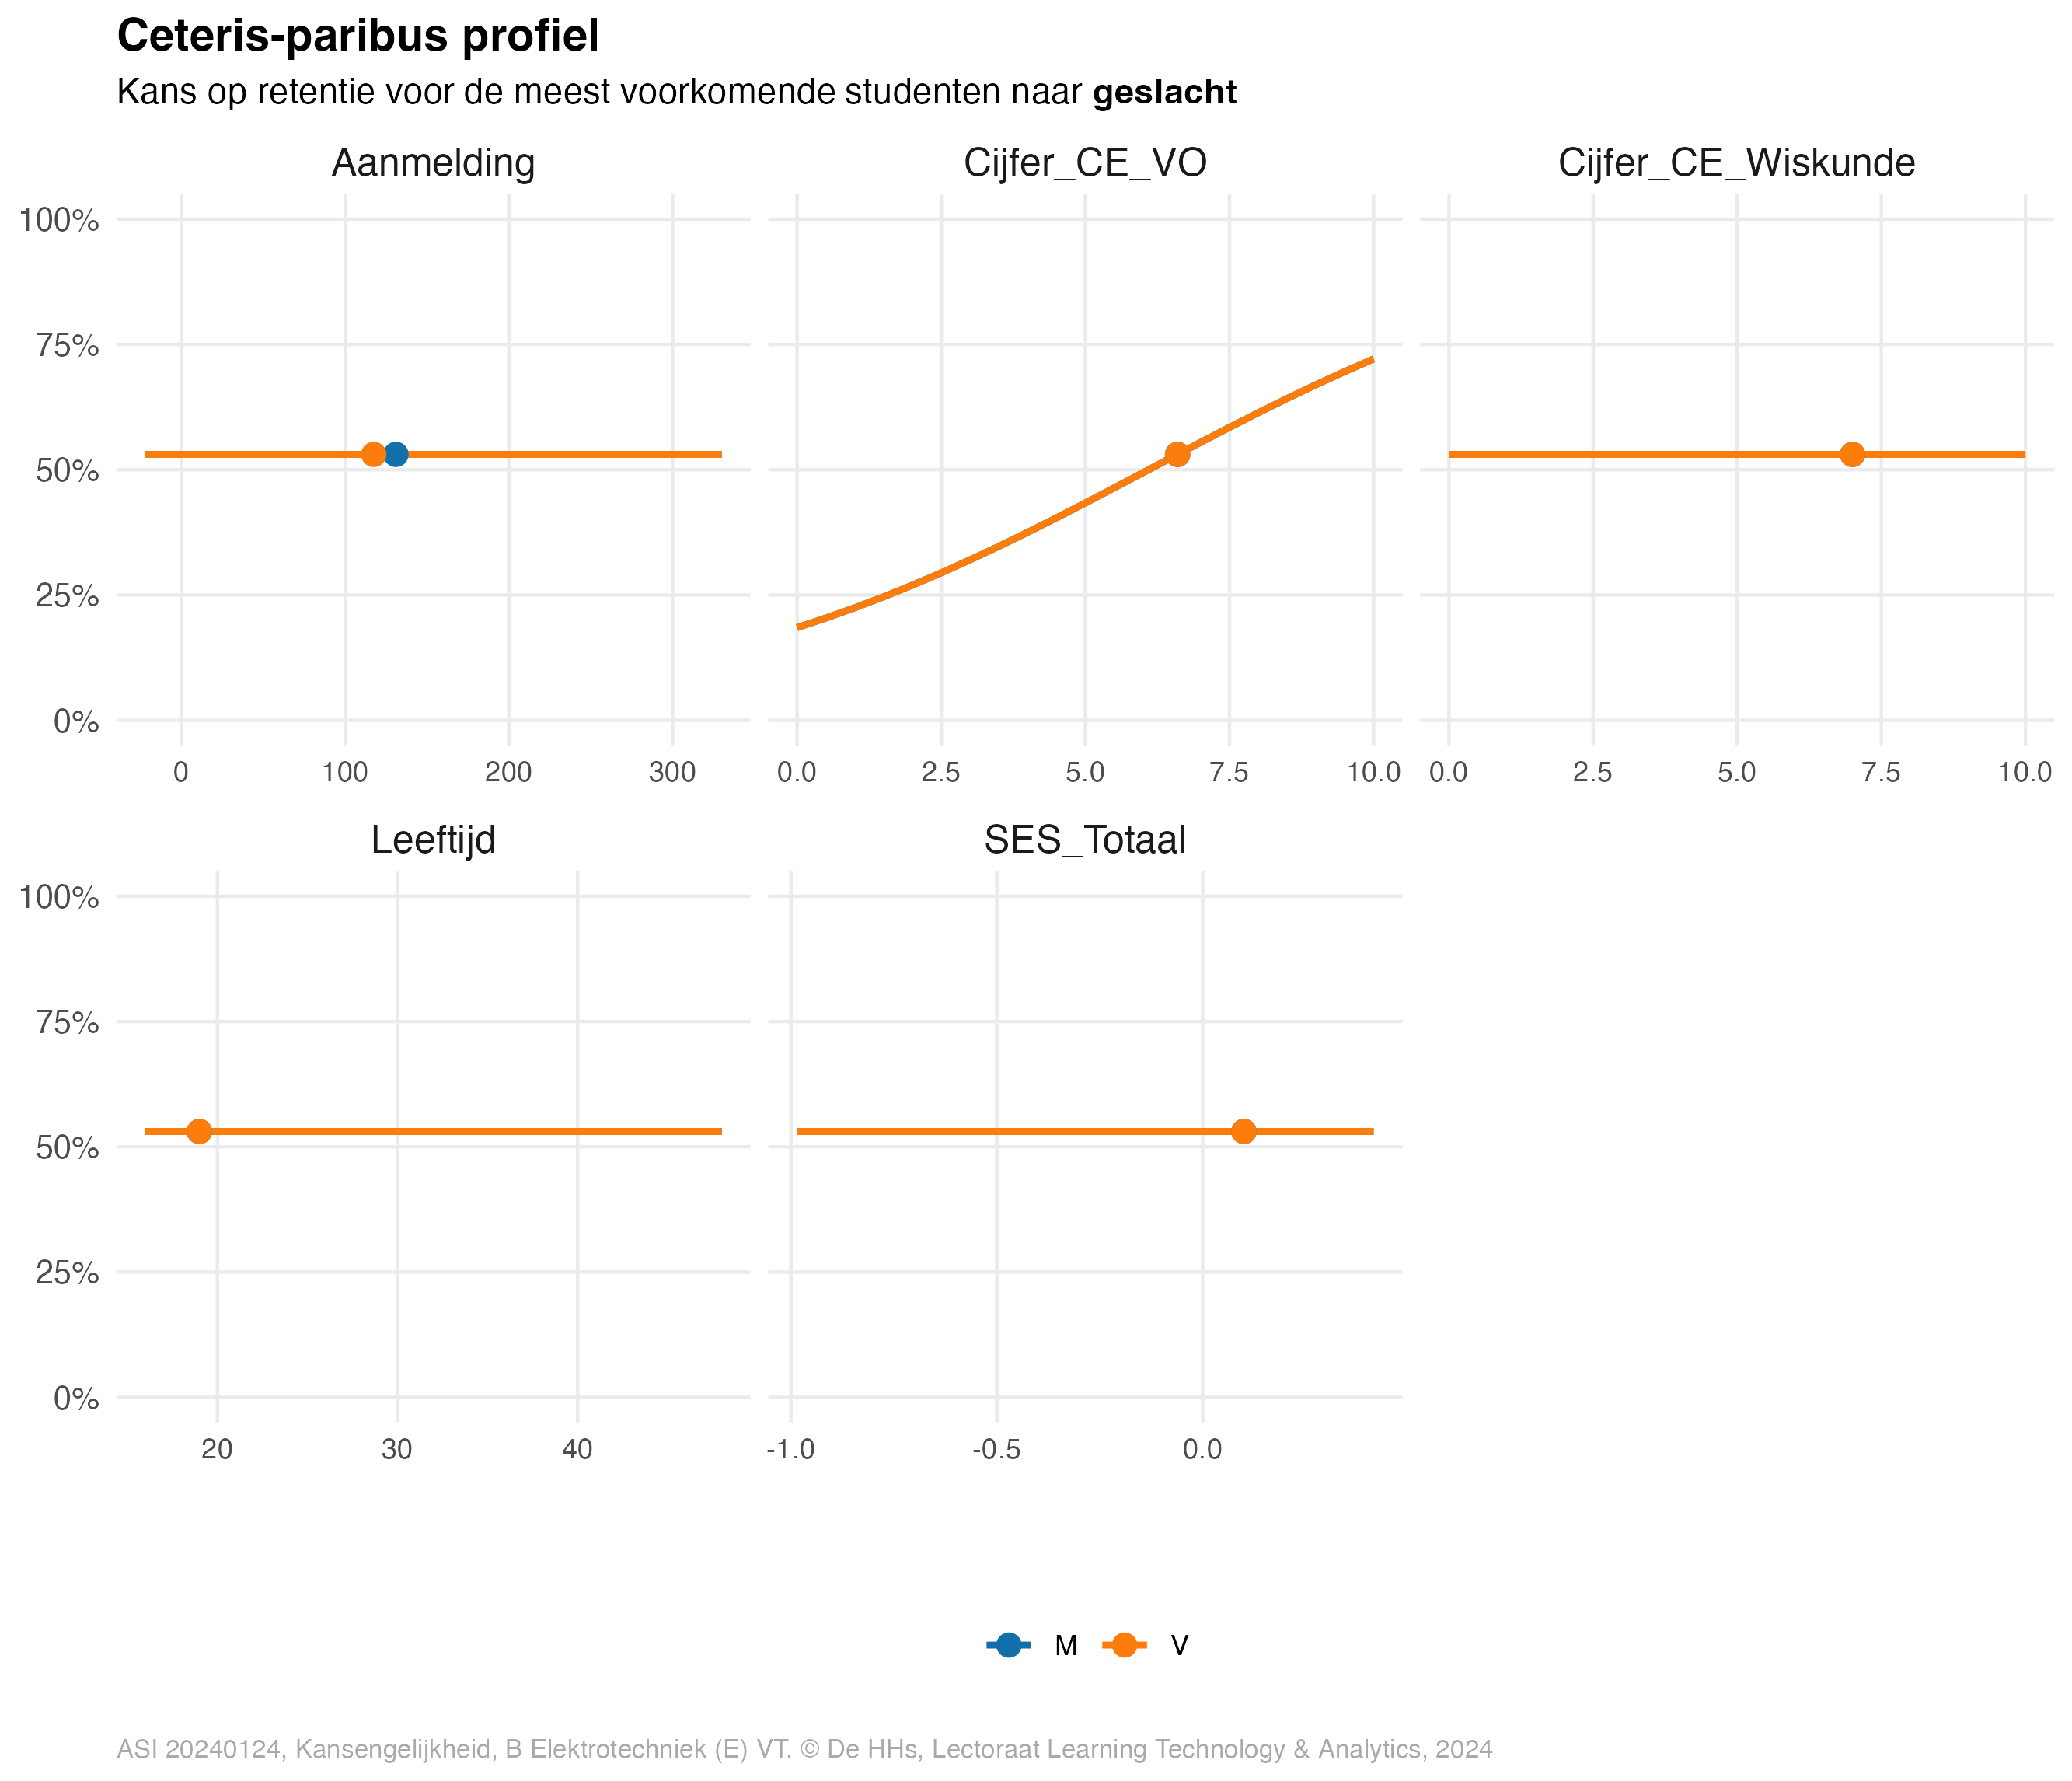 Ceteris-paribus profiel
Kans op retentie voor de meest voorkomende studenten naar geslacht
Aanmelding Cijfer_CE_VO Cijfer_CE_Wiskunde
100%
75%
50%
25%
0%
0 100 200 300 0.0 2.5 5.0 7.5 10.0 0.0 2.5 5.0 7.5 10.0
Leeftijd SES_Totaal
100%
75%
50%
25%
0%
20 30 40 -1.0 -0.5 0.0
M V
ASI 20240124, Kansengelijkheid, B Elektrotechniek (E) VT. © De HHs, Lectoraat Learning Technology & Analytics, 2024